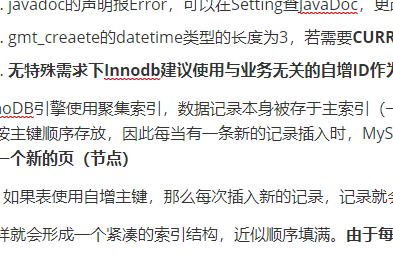 . javadoc的声明报Error，可以在Setting查JavaDoc，更
. gmt_creaete的datetime类型的长度为3，若需要CURR
. 无特殊需求下Innodb建议使用与业务无关的自增ID作为
noDB引擎使用聚集索引，数据记录本身被存于主索引（一
按主键顺序存放，因此每当有一条新的记录插入时，MyS
一个新的页（节点）
如果表使用自增主键，那么每次插入新的记录，记录就会
样就会形成一个紧凑的索引结构，近似顺序填满。由于每